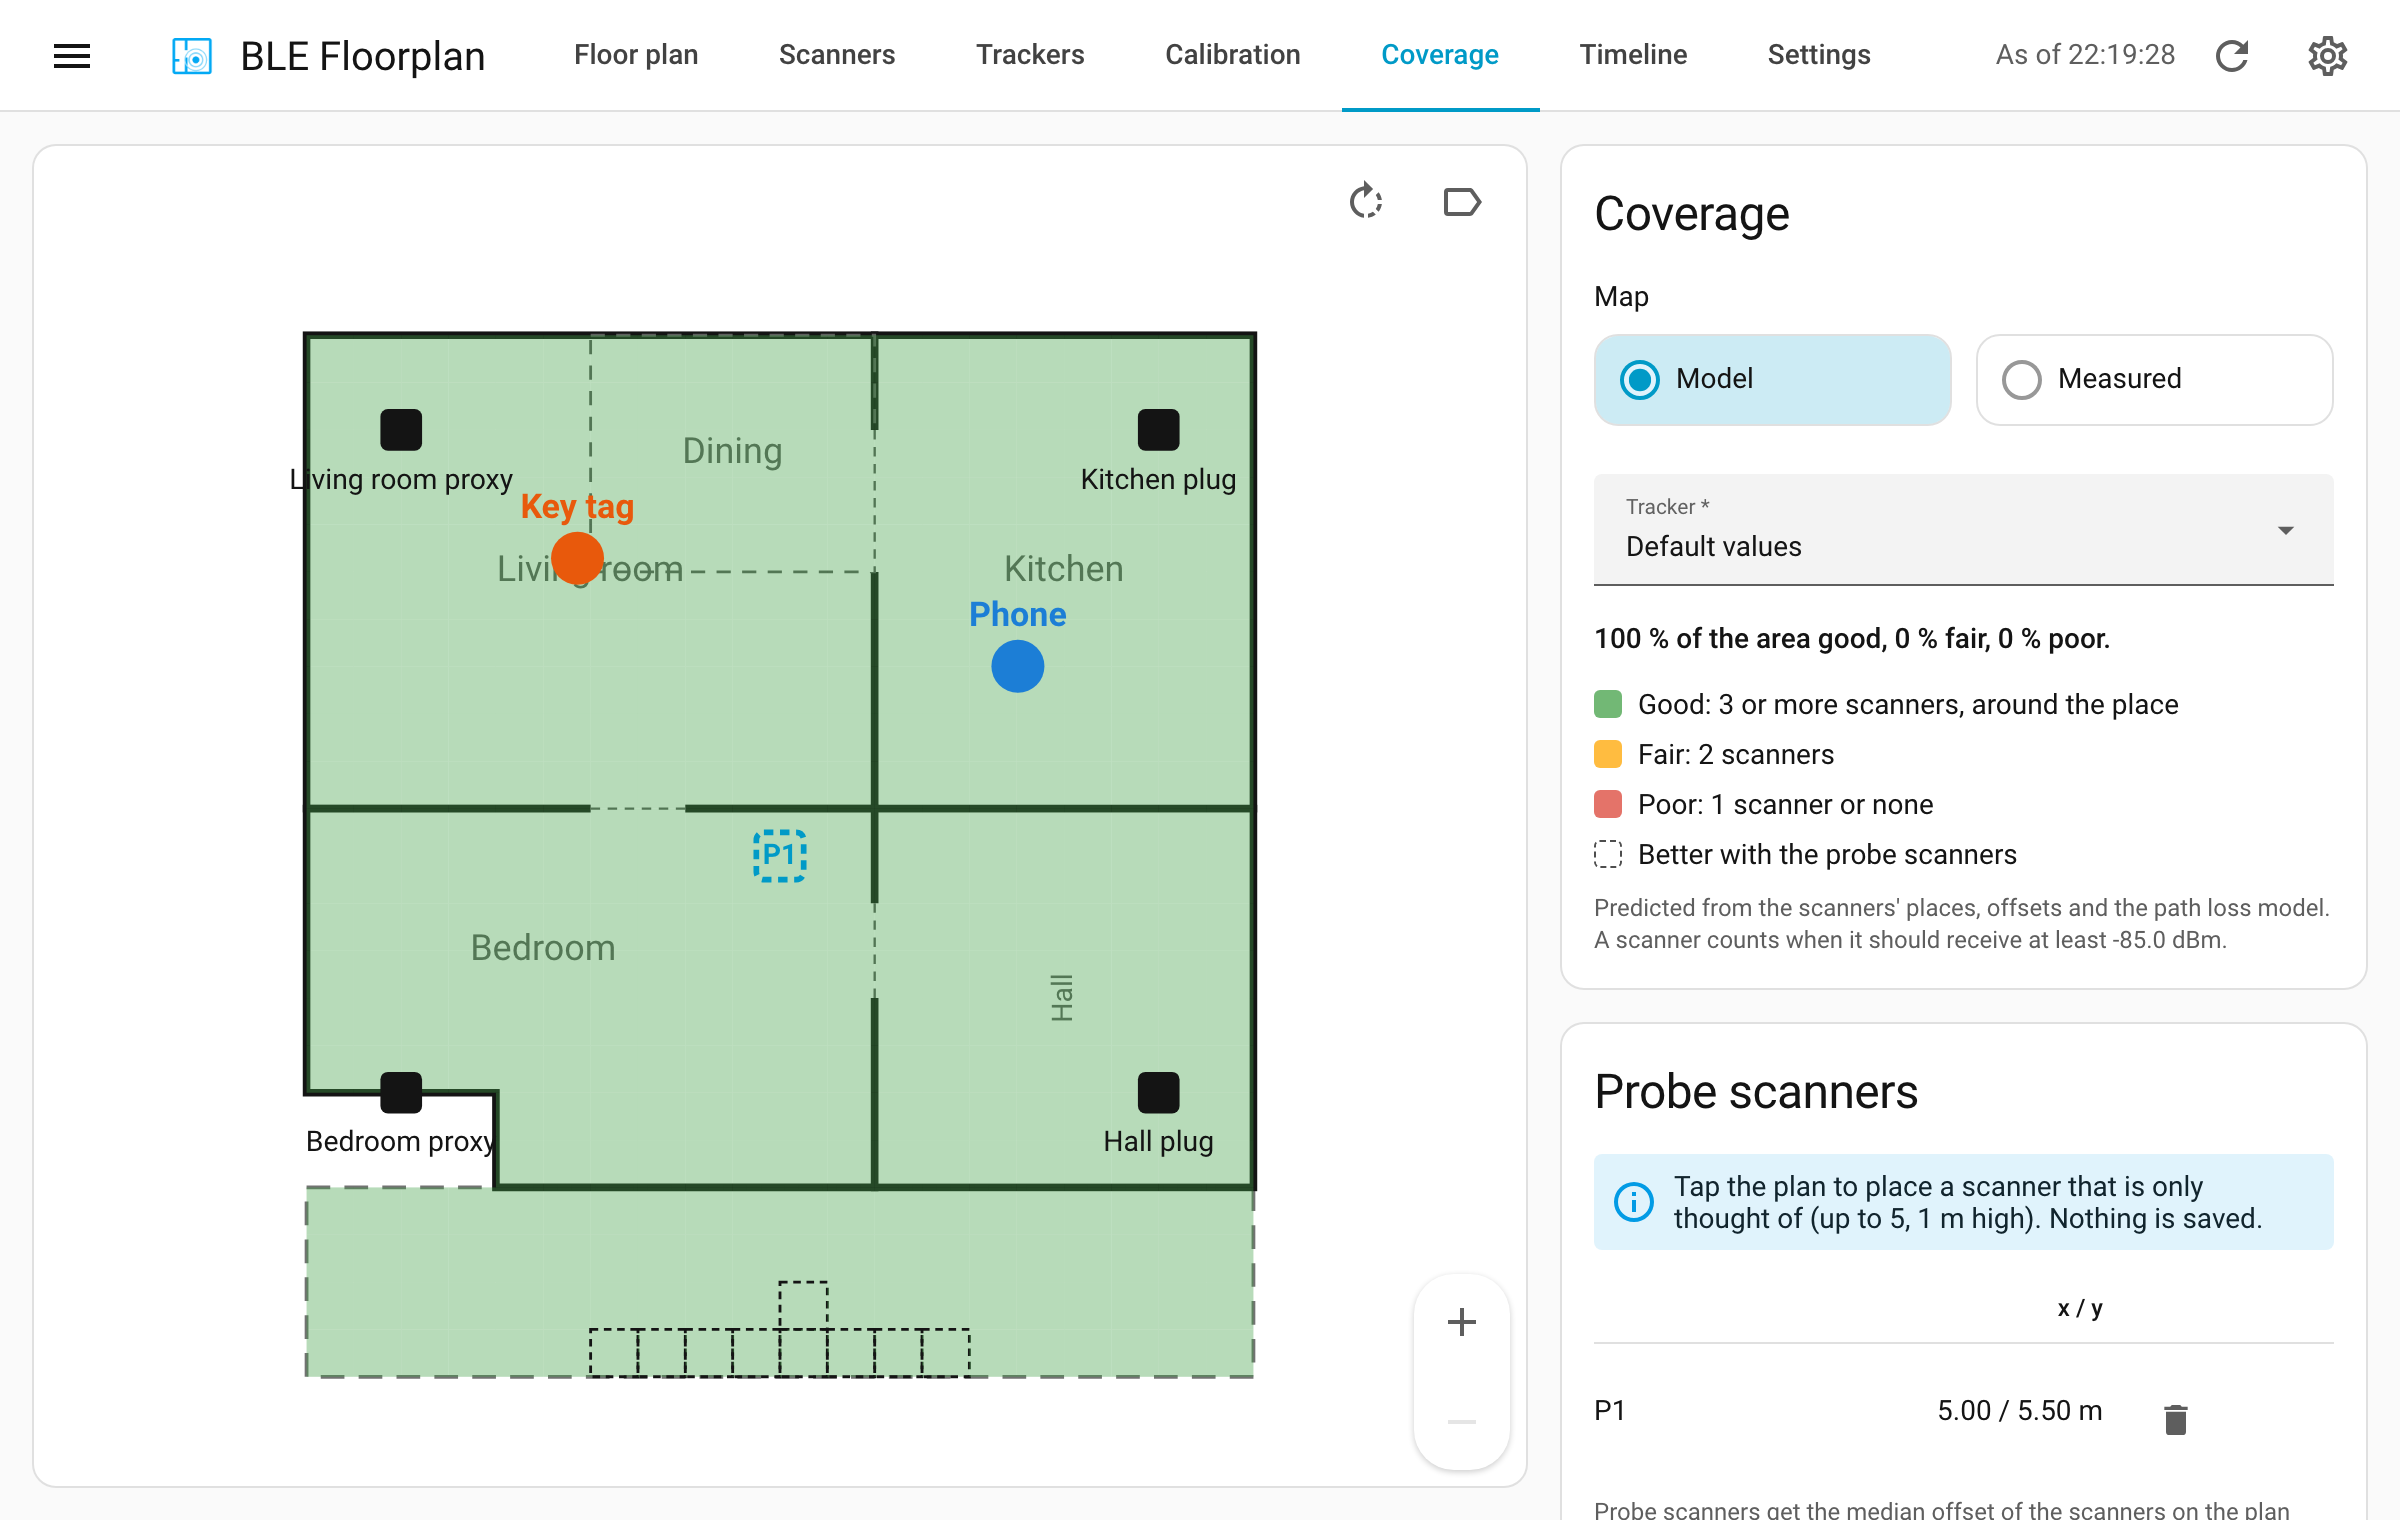 BLE Floorplan
Floor plan
Scanners
Trackers
Calibration
Coverage
Timeline
Settings
As of 22:19:28
Dining
Living room proxy
Kitchen plug
Key tag
Living room
Kitchen
Phone
P1
Bedroom
Hall
Bedroom proxy
Hall plug
Coverage
Map
Model
Measured
Tracker *
Default values
100 % of the area good, 0 % fair, 0 % poor.
Good: 3 or more scanners, around the place
Fair: 2 scanners
Poor: 1 scanner or none
Better with the probe scanners
Predicted from the scanners' places, offsets and the path loss model.
A scanner counts when it should receive at least -85.0 dBm.
Probe scanners
Tap the plan to place a scanner that is only
thought of (up to 5, 1 m high). Nothing is saved.
x / y
P1
5.00 / 5.50 m
Probe scanners get the median offset of the scanners on the plan